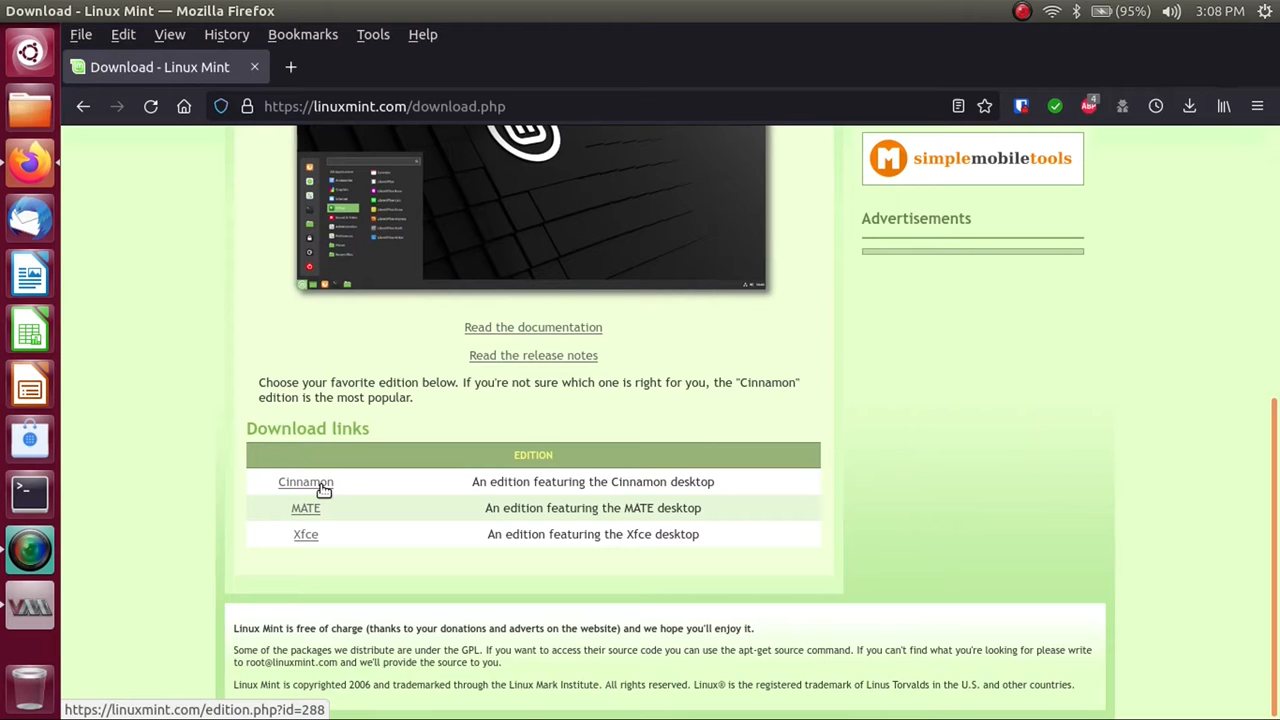 Download - Linux Mint — Mozilla Firefox
(95%)
3:08 PM
File Edit View History Bookmarks Tools Help
Download - Linux Mint
https://linuxmint.com/download.php
4
ABP
simplemobiletools
Advertisements
Read the documentation
Read the release notes
Choose your favorite edition below. If you're not sure which one is right for you, the "Cinnamon"
edition is the most popular.
Download links
EDITION
Cinnamon An edition featuring the Cinnamon desktop
MATE An edition featuring the MATE desktop
Xfce An edition featuring the Xfce desktop
Linux Mint is free of charge (thanks to your donations and adverts on the website) and we hope you'll enjoy it.
Some of the packages we distribute are under the GPL. If you want to access their source code you can use the apt-get source command. If you can't find what you're looking for please write
to root@linuxmint.com and we'll provide the source to you.
Linux Mint is copyrighted 2006 and trademarked through the Linux Mark Institute. All rights reserved. Linux® is the registered trademark of Linus Torvalds in the U.S. and other countries.
https://linuxmint.com/edition.php?id=288